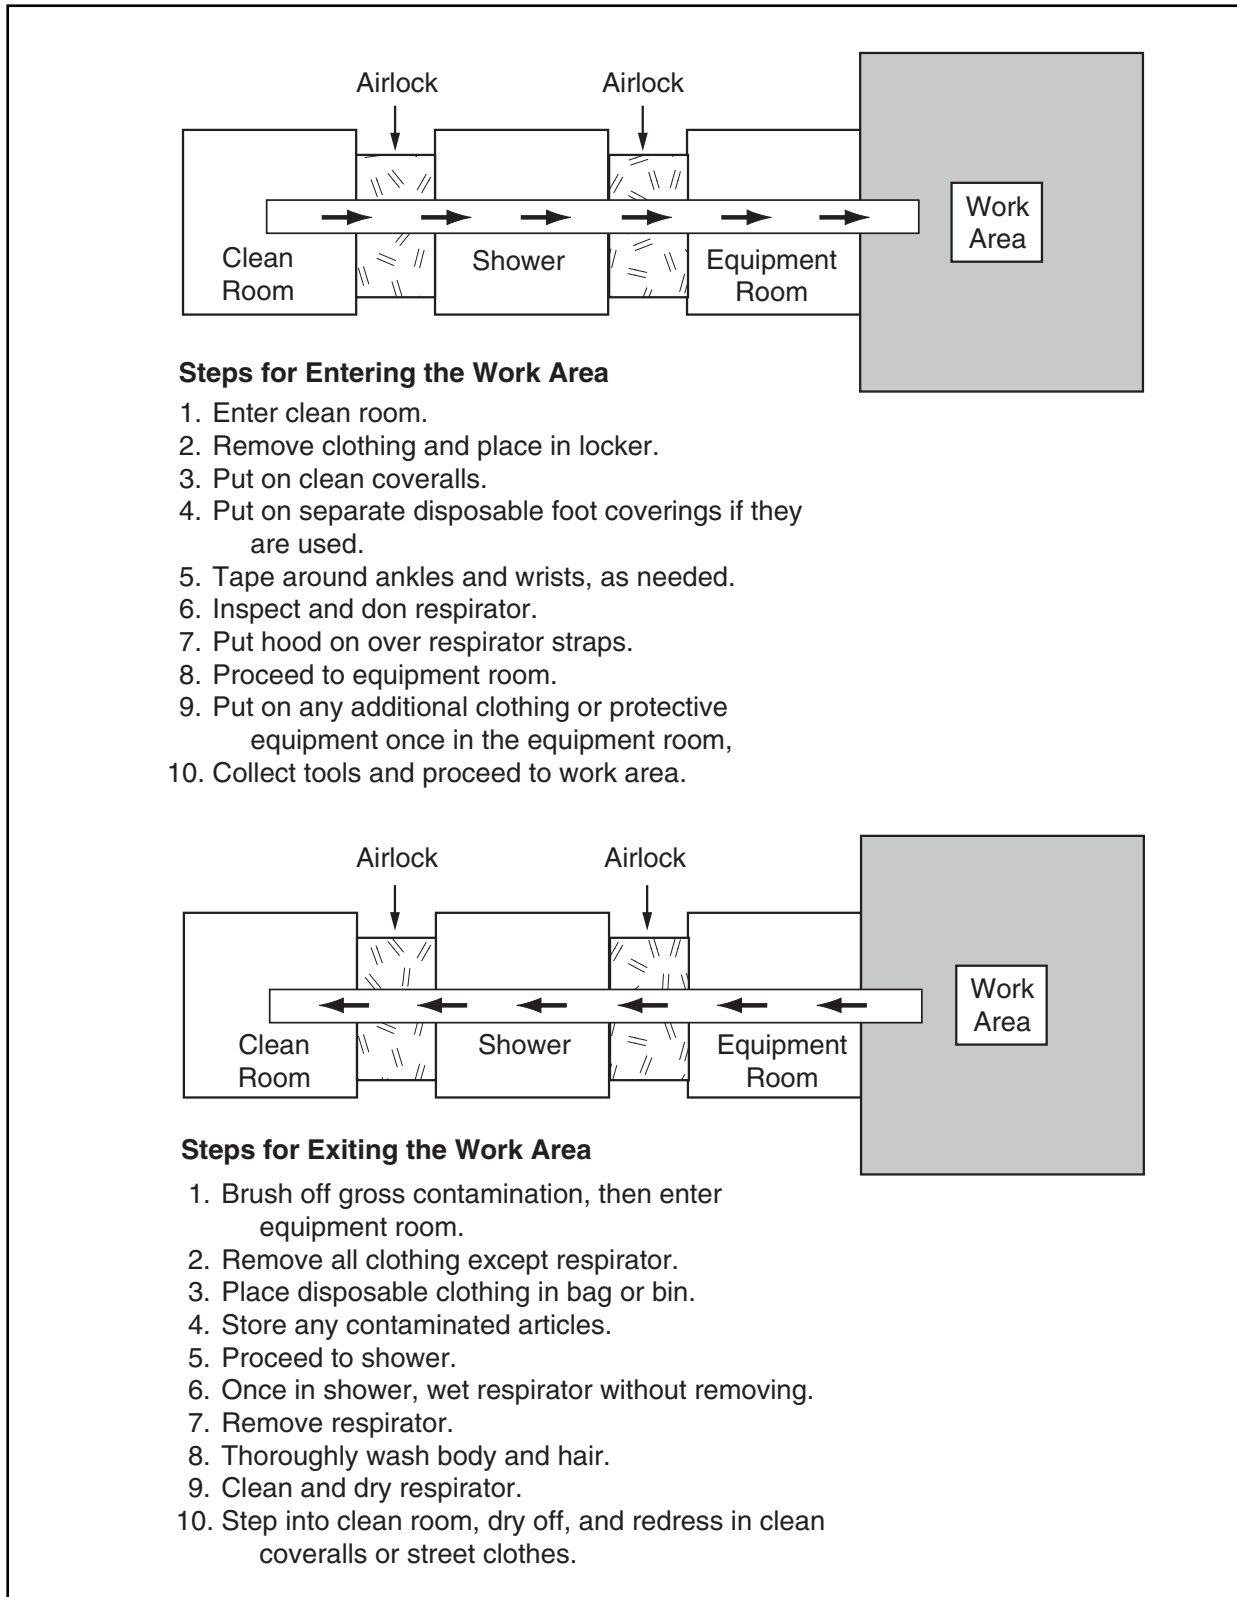 Airlock
Airlock
Work
Area
Clean
Room
Shower
Equipment
Room
Steps for Entering the Work Area
1. Enter clean room.
2. Remove clothing and place in locker.
3. Put on clean coveralls.
4. Put on separate disposable foot coverings if they
are used.
5. Tape around ankles and wrists, as needed.
6. Inspect and don respirator.
7. Put hood on over respirator straps.
8. Proceed to equipment room.
9. Put on any additional clothing or protective
equipment once in the equipment room,
10. Collect tools and proceed to work area.
Airlock
Airlock
Work
Area
Clean
Room
Shower
Equipment
Room
Steps for Exiting the Work Area
1. Brush off gross contamination, then enter
equipment room.
2. Remove all clothing except respirator.
3. Place disposable clothing in bag or bin.
4. Store any contaminated articles.
5. Proceed to shower.
6. Once in shower, wet respirator without removing.
7. Remove respirator.
8. Thoroughly wash body and hair.
9. Clean and dry respirator.
10. Step into clean room, dry off, and redress in clean
coveralls or street clothes.